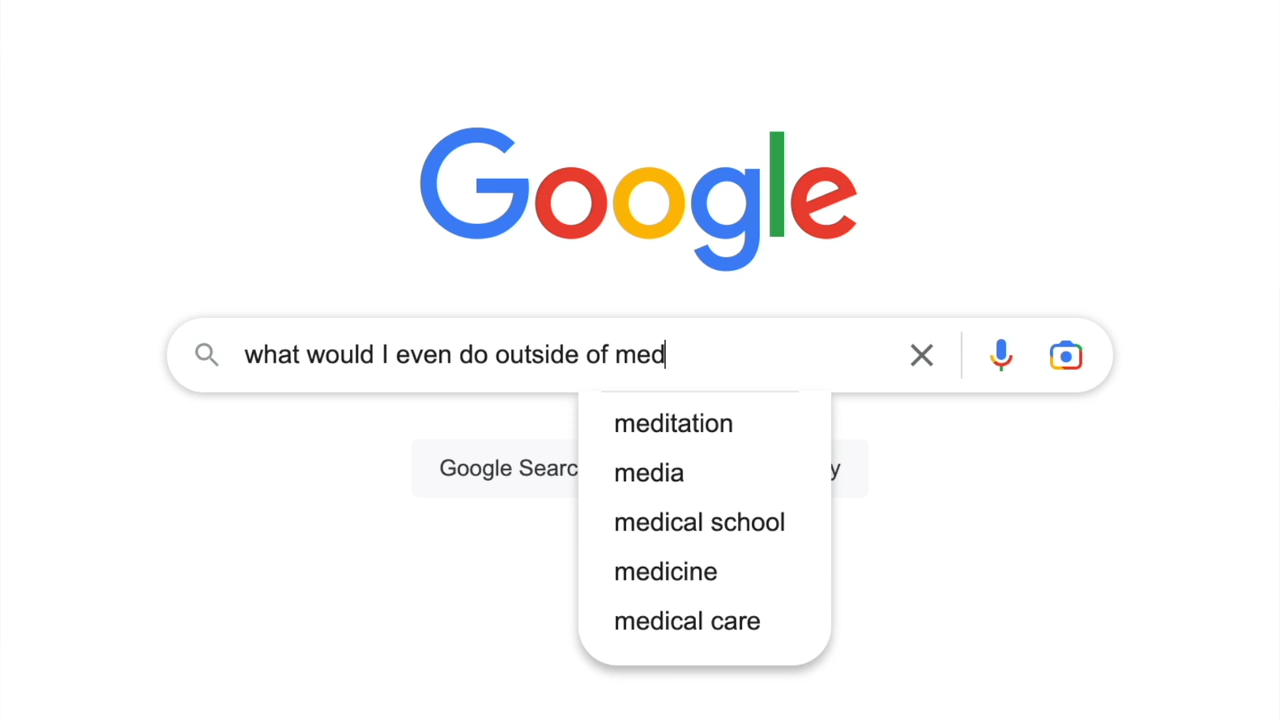 Google
what would I even do outside of med
meditation
Google Searc y
media
medical school
medicine
medical care